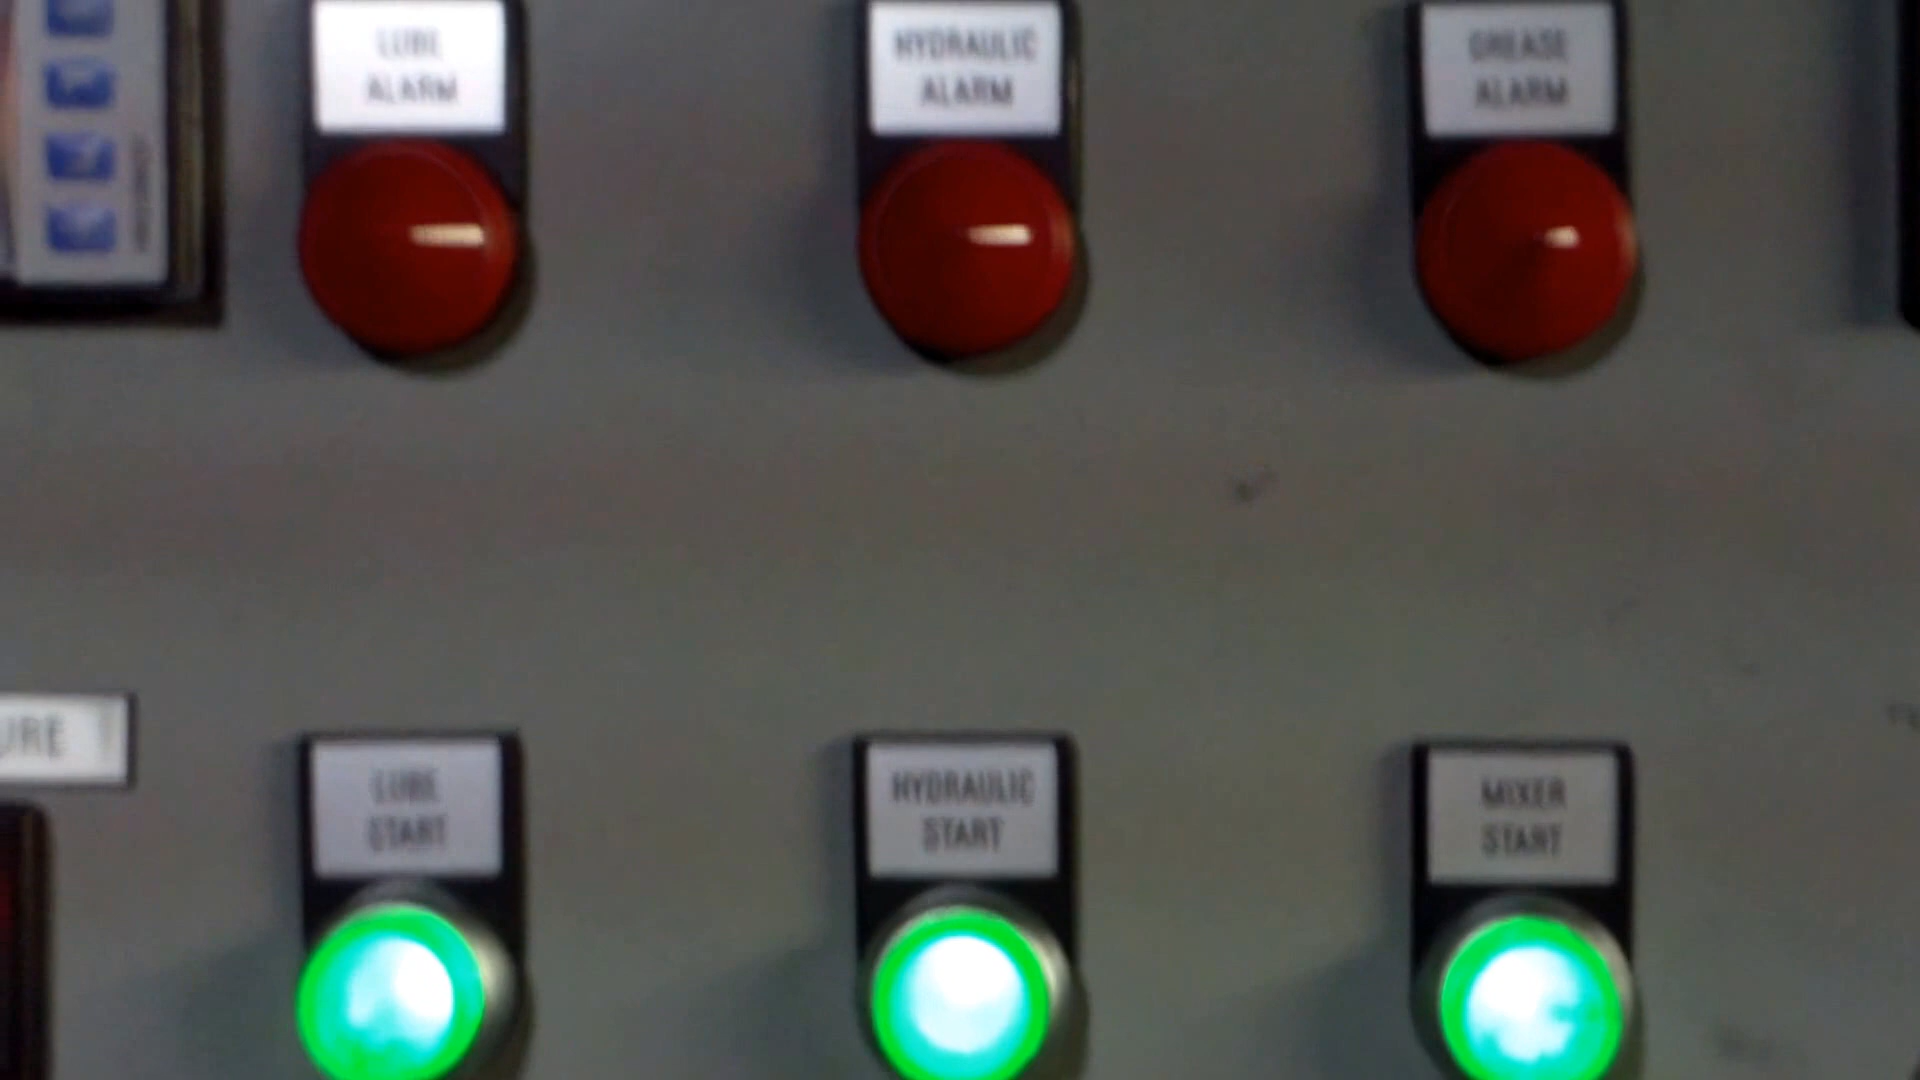 LUBE
ALARM
HYDRAULIC
ALARM
GREASE
ALARM
URE
LUBE
START
HYDRAULIC
START
MIXER
START